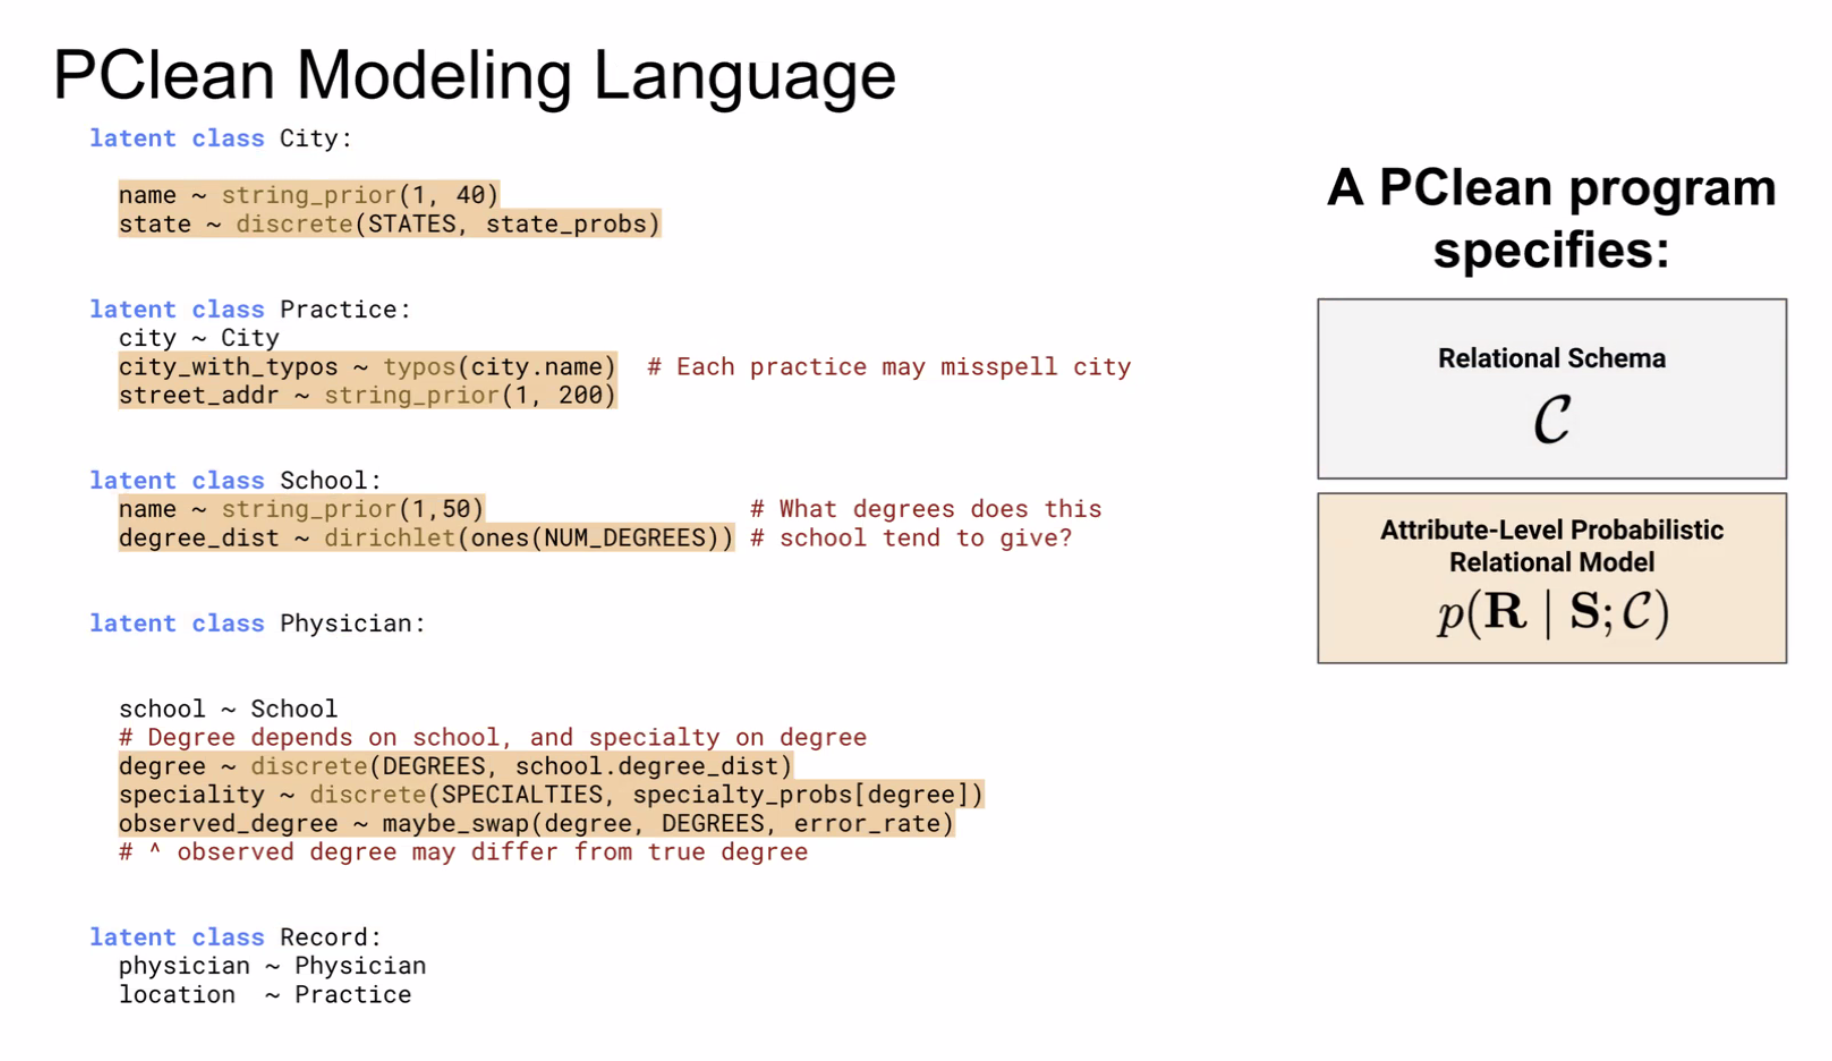 PClean Modeling Language
latent class City:
name ~ string_prior(1, 40)
state ~ discrete(STATES, state_probs)
latent class Practice:
city ~ City
city_with_typos ~ typos(city.name)  # Each practice may misspell city
street_addr ~ string_prior(1, 200)
latent class School:
name ~ string_prior(1,50)  # What degrees does this
degree_dist ~ dirichlet(ones(NUM_DEGREES)) # school tend to give?
latent class Physician:
school ~ School
# Degree depends on school, and specialty on degree
degree ~ discrete(DEGREES, school.degree_dist)
speciality ~ discrete(SPECIALTIES, specialty_probs[degree])
observed_degree ~ maybe_swap(degree, DEGREES, error_rate)
# ^ observed degree may differ from true degree
latent class Record:
physician ~ Physician
location ~ Practice
A PClean program
specifies:
Relational Schema
𝒞
Attribute-Level Probabilistic
Relational Model
p(R | S; 𝒞)